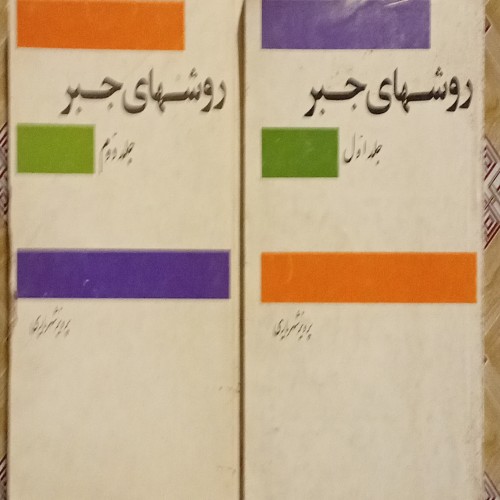 روشهای جبر
جلد اول
پرویز شهریاری
روشهای جبر
جلد دوم
پرویز شهریاری